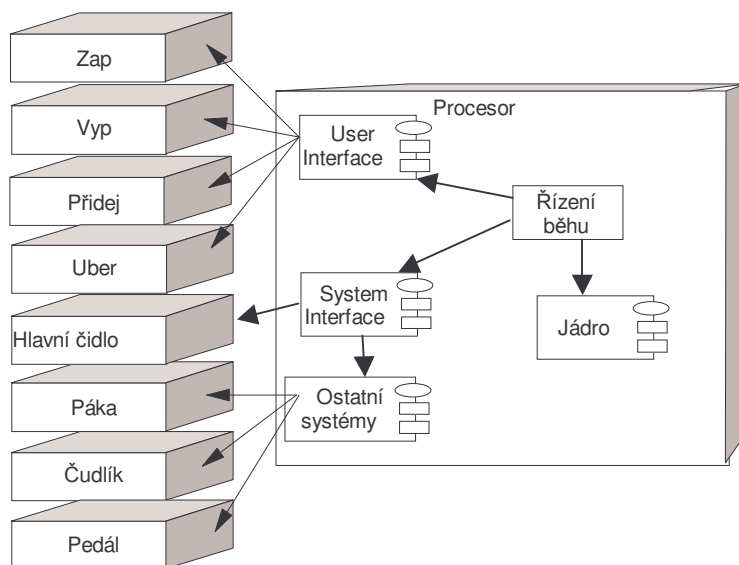 Zap
Vyp
Přidej
Uber
Hlavní čidlo
Páka
Čudlík
Pedál
Procesor
User
Interface
Řízení
běhu
System
Interface
Jádro
Ostatní
systémy